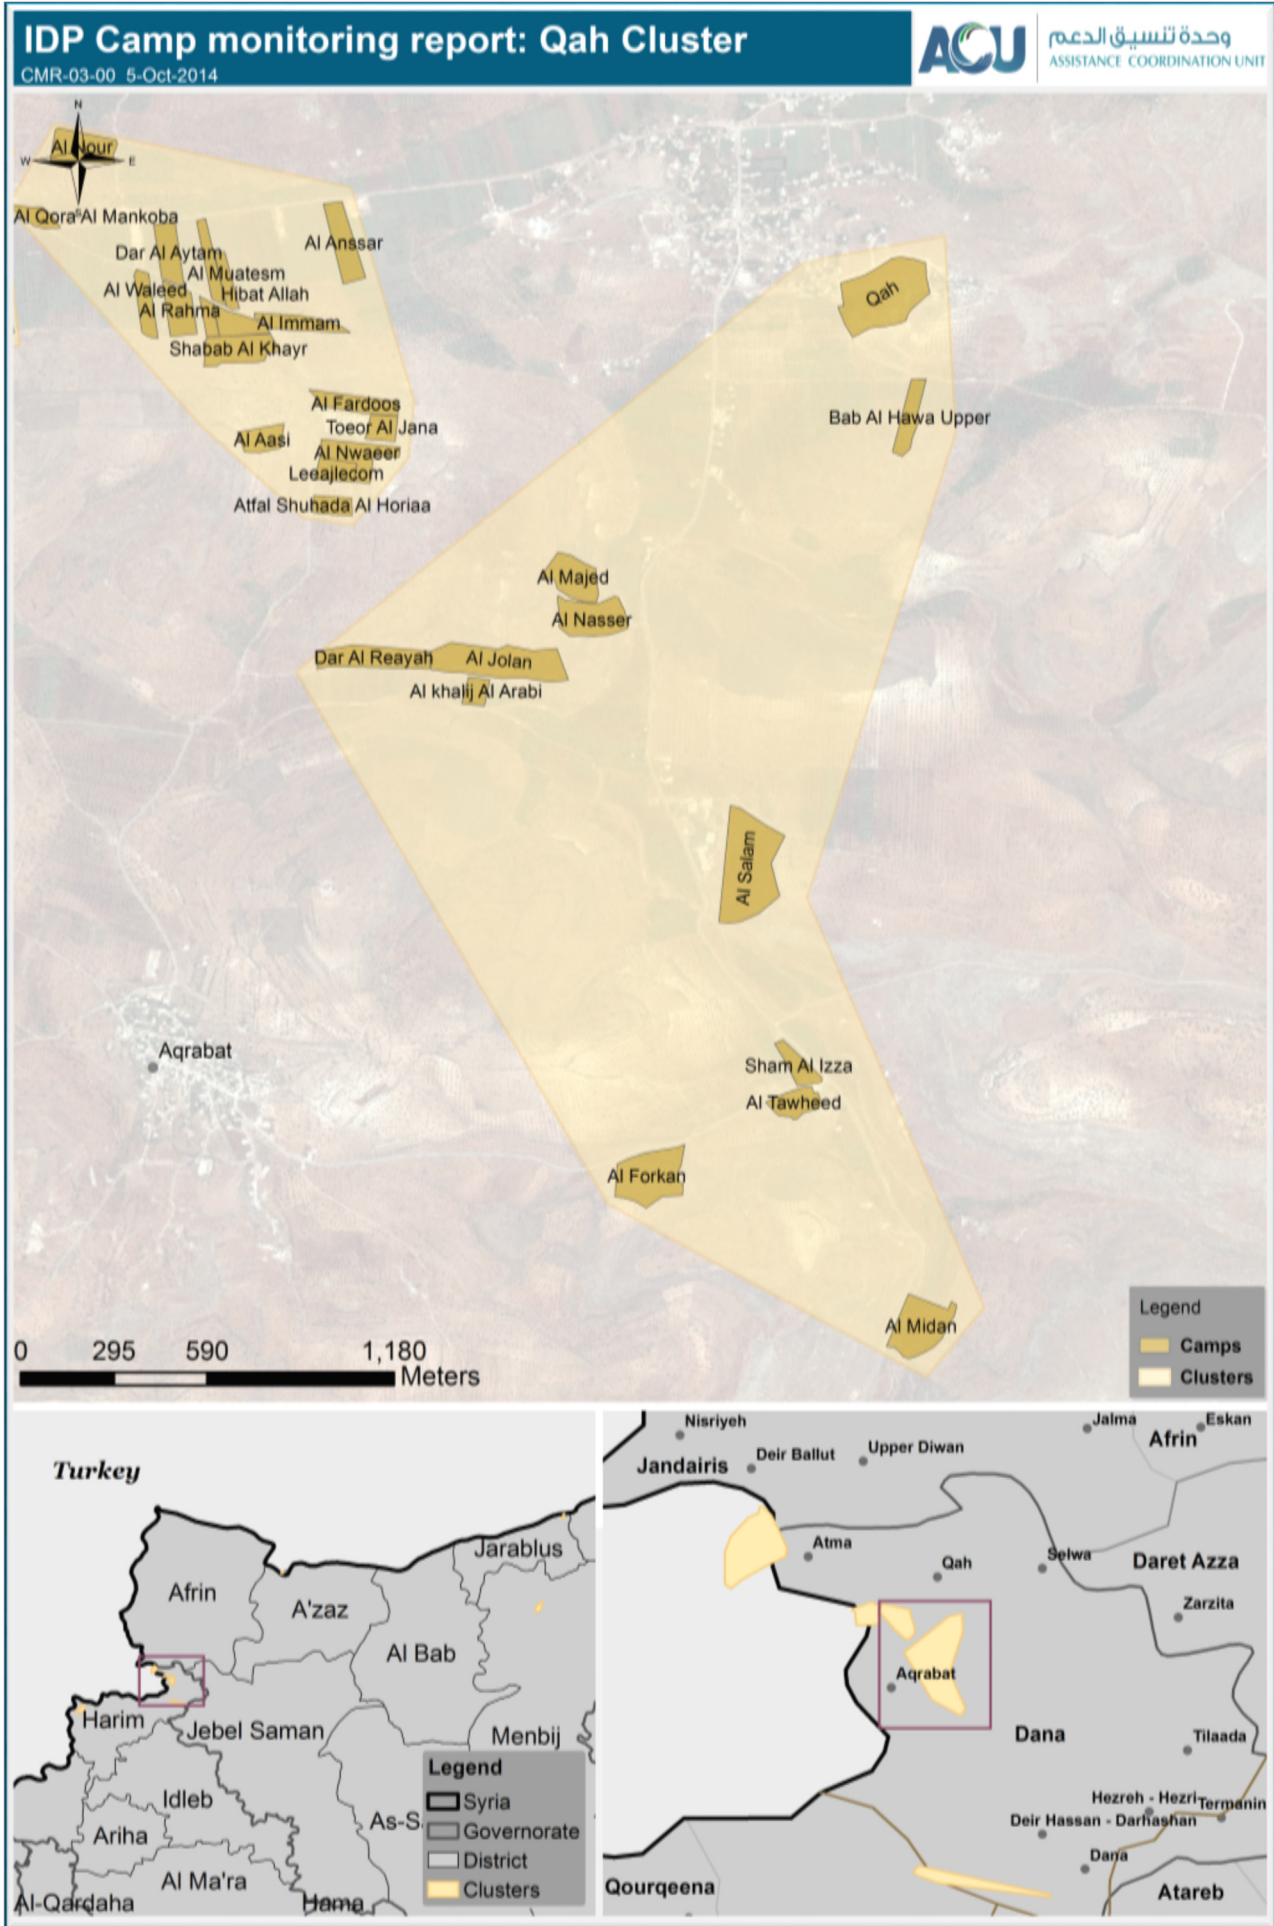 IDP Camp monitoring report: Qah Cluster
CMR-03-00 5-Oct-2014
ACU
وحدة تنسيق الدعم
ASSISTANCE COORDINATION UNIT
N
W
E
S
Al Nour
Al Qora
Al Mankoba
Dar Al Aytam
Al Anssar
Al Muatesm
Al Waleed
Hibat Allah
Al Rahma
Al Immam
Shabab Al Khayr
Qah
Al Fardoos
Toeor Al Jana
Bab Al Hawa Upper
Al Aasi
Al Nwaeer
Leeajlecom
Atfal Shuhada Al Horiaa
Al Majed
Al Nasser
Dar Al Reayah
Al Jolan
Al khalij Al Arabi
Al Salam
Aqrabat
Sham Al Izza
Al Tawheed
Al Forkan
Al Midan
Legend
Camps
Clusters
0 295 590 1,180
Meters
Turkey
Afrin
A'zaz
Jarablus
Al Bab
Harim
Jebel Saman
Menbij
Idleb
Ariha
As-S
Al Ma'ra
Al-Qardaha
Hama
Legend
Syria
Governorate
District
Clusters
Nisriyeh
Jalma
Eskan
Afrin
Jandairis
Deir Ballut
Upper Diwan
Atma
Qah
Selwa
Daret Azza
Zarzita
Aqrabat
Dana
Tilaada
Hezreh - Hezri
Termanin
Deir Hassan - Darhashan
Dana
Qourqeena
Atareb